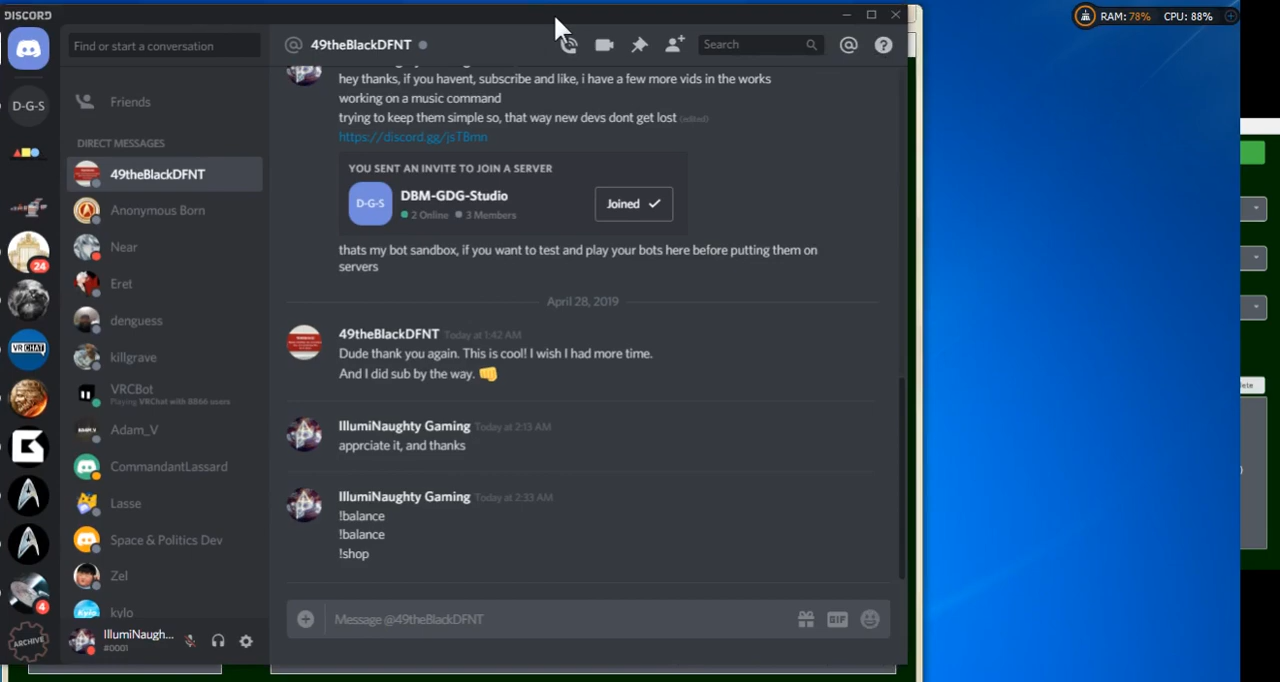 DISCORD
RAM: 78% CPU: 88%
Find or start a conversation
49theBlackDFNT
Search
D-G-S
Friends
DIRECT MESSAGES
49theBlackDFNT
Anonymous Born
Near
24
Eret
denguess
VRCHAT
killgrave
VRCBot
Playing VRChat with 8866 users
Adam_V
CommandantLassard
Lasse
Space & Politics Dev
Zel
4
kylo
ARCHIVE
IllumiNaugh...
#0001
hey thanks, if you havent, subscribe and like, i have a few more vids in the works
working on a music command
trying to keep them simple so, that way new devs dont get lost (edited)
https://discord.gg/jsTBmn
YOU SENT AN INVITE TO JOIN A SERVER
D-G-S
DBM-GDG-Studio
2 Online 3 Members
Joined
thats my bot sandbox, if you want to test and play your bots here before putting them on
servers
April 28, 2019
49theBlackDFNT Today at 1:42 AM
Dude thank you again. This is cool! I wish I had more time.
And I did sub by the way. 👊
IllumiNaughty Gaming Today at 2:13 AM
apprciate it, and thanks
IllumiNaughty Gaming Today at 2:33 AM
!balance
!balance
!shop
Message @49theBlackDFNT
GIF